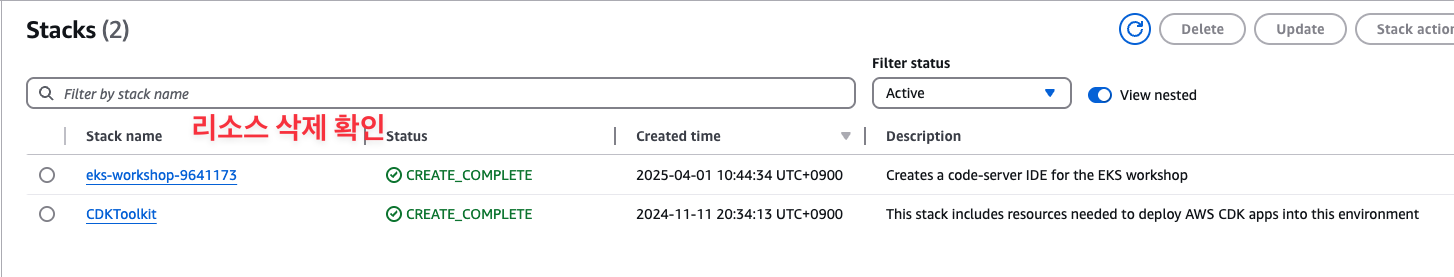 Stacks (2)
Delete
Update
Stack action
Filter status
Filter by stack name
Active
View nested
리소스 삭제 확인
Stack name
Status
Created time
Description
eks-workshop-9641173
CREATE_COMPLETE
2025-04-01 10:44:34 UTC+0900
Creates a code-server IDE for the EKS workshop
CDKToolkit
CREATE_COMPLETE
2024-11-11 20:34:13 UTC+0900
This stack includes resources needed to deploy AWS CDK apps into this environment